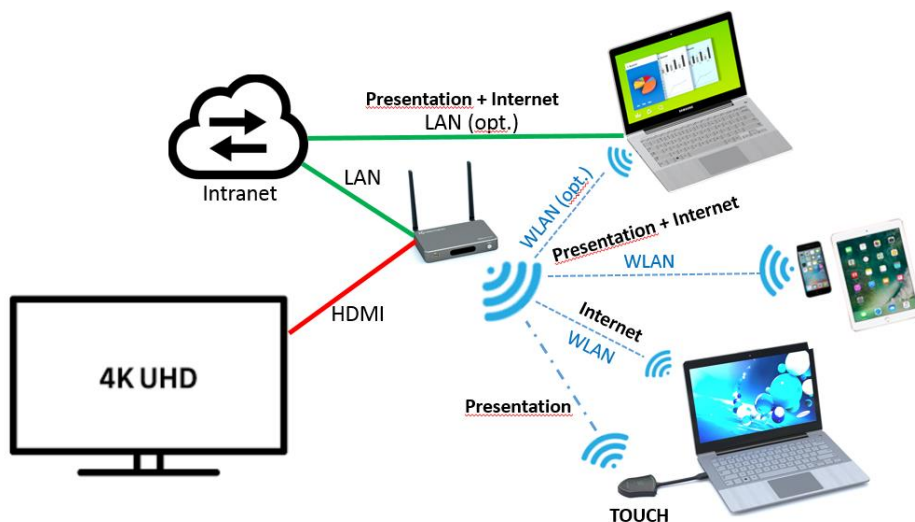 Presentation + Internet
LAN (opt.)
Intranet
LAN
WLAN (opt.)
Presentation + Internet
WLAN
HDMI
Internet
WLAN
4K UHD
Presentation
TOUCH